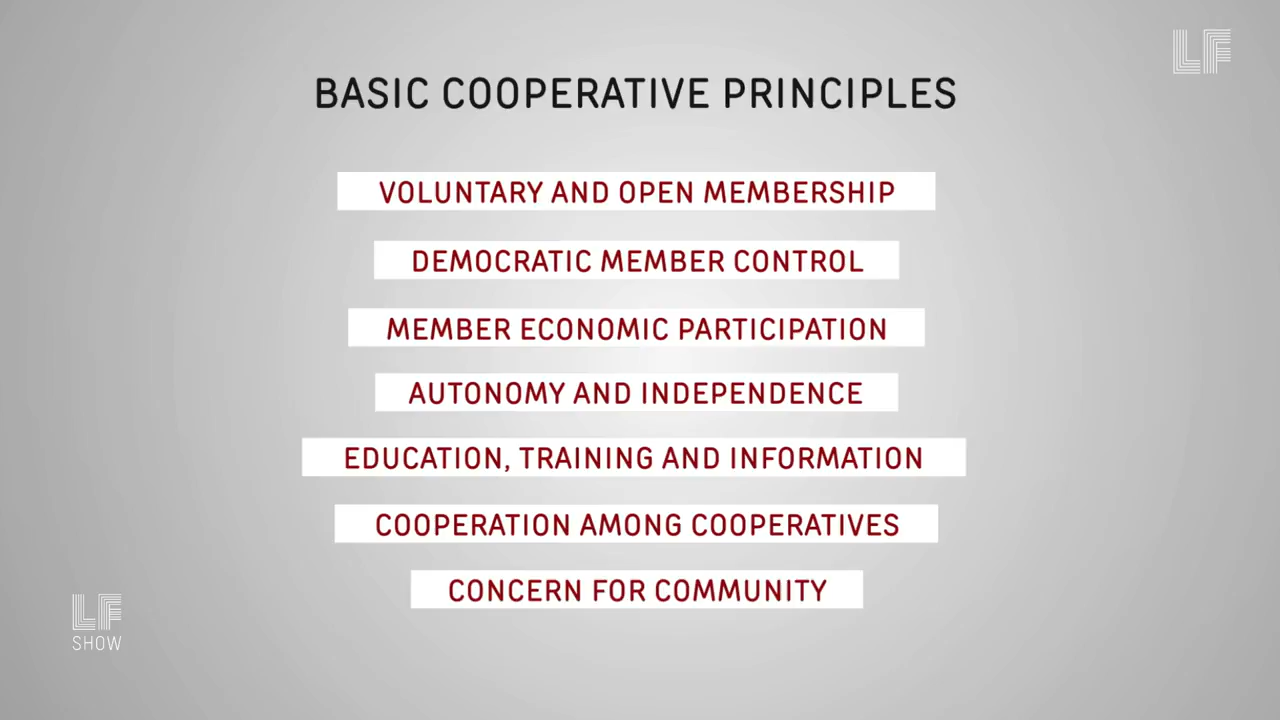 LF
BASIC COOPERATIVE PRINCIPLES
VOLUNTARY AND OPEN MEMBERSHIP
DEMOCRATIC MEMBER CONTROL
MEMBER ECONOMIC PARTICIPATION
AUTONOMY AND INDEPENDENCE
EDUCATION, TRAINING AND INFORMATION
COOPERATION AMONG COOPERATIVES
CONCERN FOR COMMUNITY
LF
SHOW